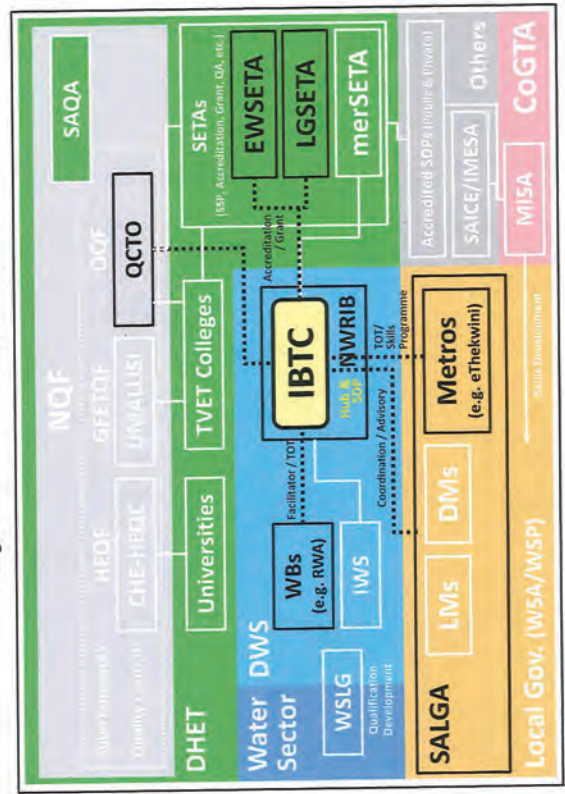 NQF
SAQA
HEQF
GFETQF
OQF
CHE-HEQC
UMALUSI
QCTO
DHET
Universities
TVET Colleges
SETAs
(SSP, Accreditation, Grant, QA, etc.)
EWSETA
LGSETA
merSETA
Water
Sector
DWS
WSLG
Qualification
Development
WBs
(e.g. RWA)
IWS
Facilitator / TOT
IBTC
Hub &
SDP
NWRIB
Accreditation
/ Grant
TOT/
Skills
Programme
Coordination / Advisory
SALGA
LMs
DMs
Metros
(e.g. eThekwini)
Local Gov. (WSA/WSP)
Skills Development
Accredited SDPs (Public & Private)
SAICE/IMESA
Others
MISA
CoGTA